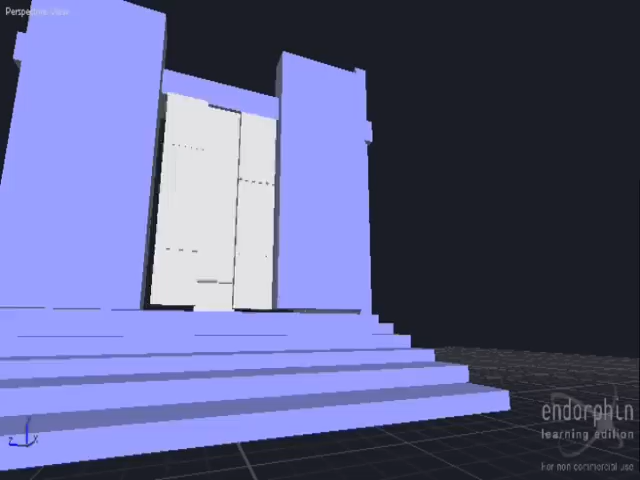 Perspective View
endorphin
learning edition
For non commercial use
z
x